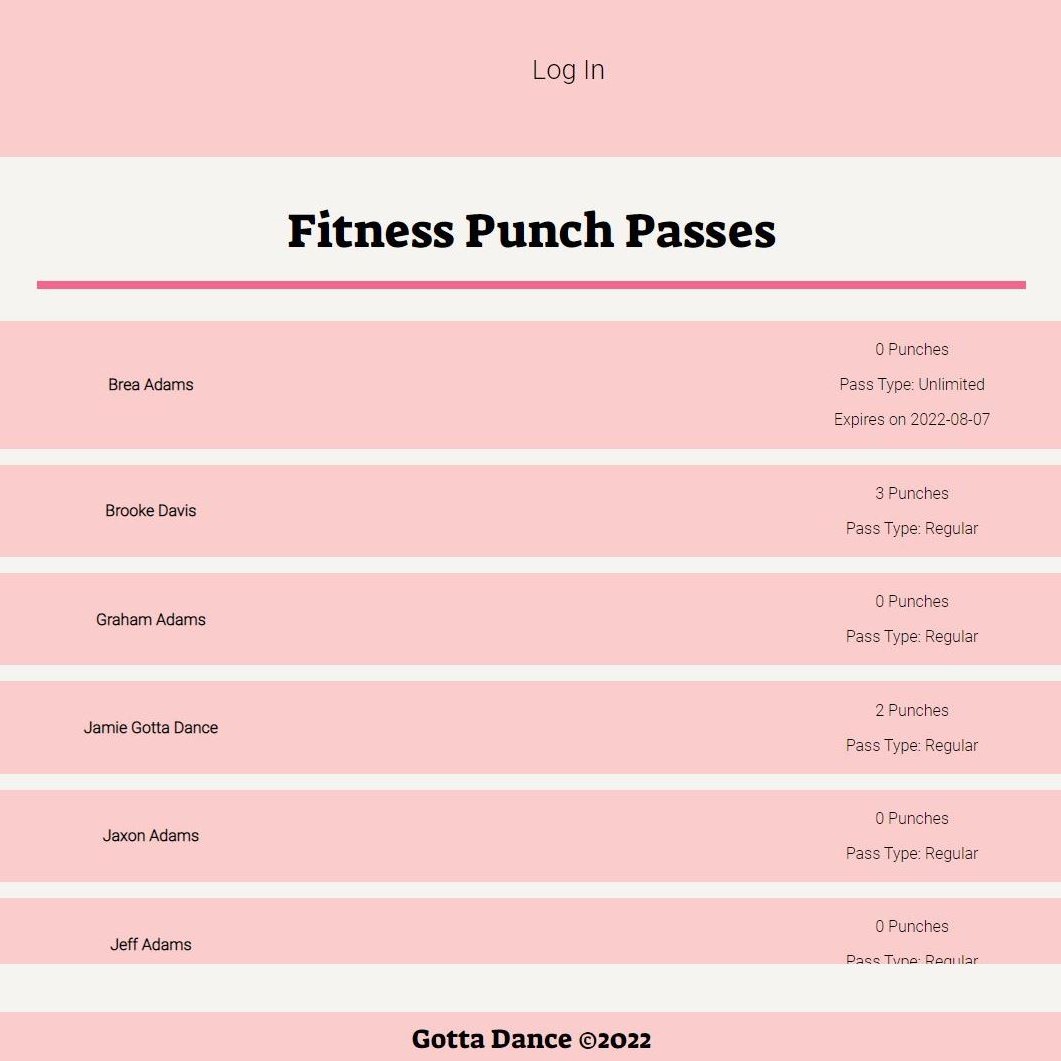 Log In
Fitness Punch Passes
0 Punches
Brea Adams
Pass Type: Unlimited
Expires on 2022-08-07
3 Punches
Brooke Davis
Pass Type: Regular
0 Punches
Graham Adams
Pass Type: Regular
2 Punches
Jamie Gotta Dance
Pass Type: Regular
0 Punches
Jaxon Adams
Pass Type: Regular
0 Punches
Jeff Adams
Pass Type: Regular
Gotta Dance ©2022